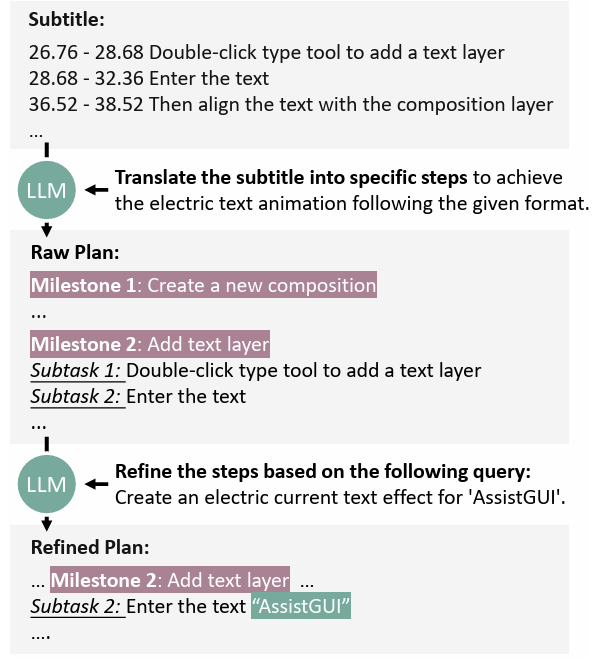 Subtitle:
26.76 - 28.68 Double-click type tool to add a text layer
28.68 - 32.36 Enter the text
36.52 - 38.52 Then align the text with the composition layer
...
LLM
Translate the subtitle into specific steps to achieve
the electric text animation following the given format.
Raw Plan:
Milestone 1: Create a new composition
...
Milestone 2: Add text layer
Subtask 1: Double-click type tool to add a text layer
Subtask 2: Enter the text
...
LLM
Refine the steps based on the following query:
Create an electric current text effect for 'AssistGUI'.
Refined Plan:
... Milestone 2: Add text layer ...
Subtask 2: Enter the text “AssistGUI”
....